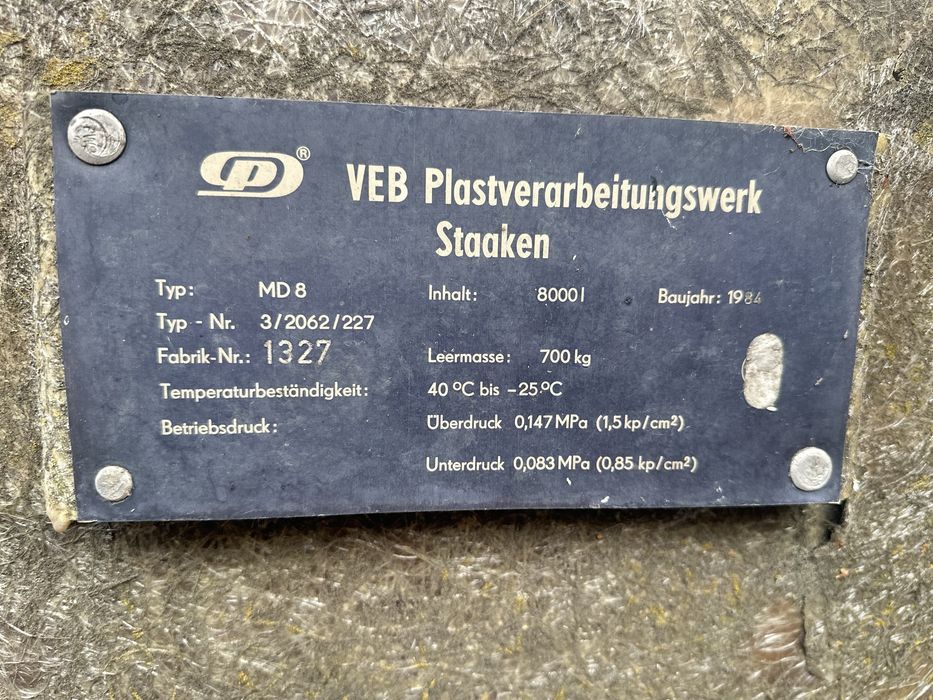 ® VEB Plastverarbeitungswerk
Staaken
Typ: MD 8 Inhalt: 8000 l Baujahr: 1984
Typ - Nr. 3/2062/227
Fabrik-Nr.: 1327 Leermasse: 700 kg
Temperaturbeständigkeit: 40 °C bis -25.°C
Betriebsdruck: Überdruck 0,147 MPa (1,5 kp/cm²)
Unterdruck 0,083 MPa (0,85 kp/cm²)